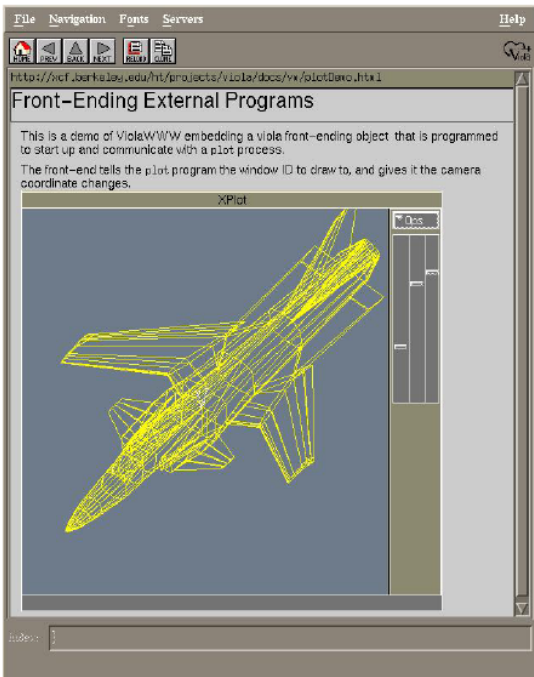 File Navigation Fonts Servers Help
HOME PREV BACK NEXT RELOAD CLONE Viola
http://xcf.berkeley.edu/ht/projects/viola/docs/vw/plotDemo.html
Front-Ending External Programs
This is a demo of ViolaWWW embedding a viola front-ending object that is programmed
to start up and communicate with a plot process.
The front-end tells the plot program the window ID to draw to, and gives it the camera
coordinate changes.
XPlot
Ops
Index: